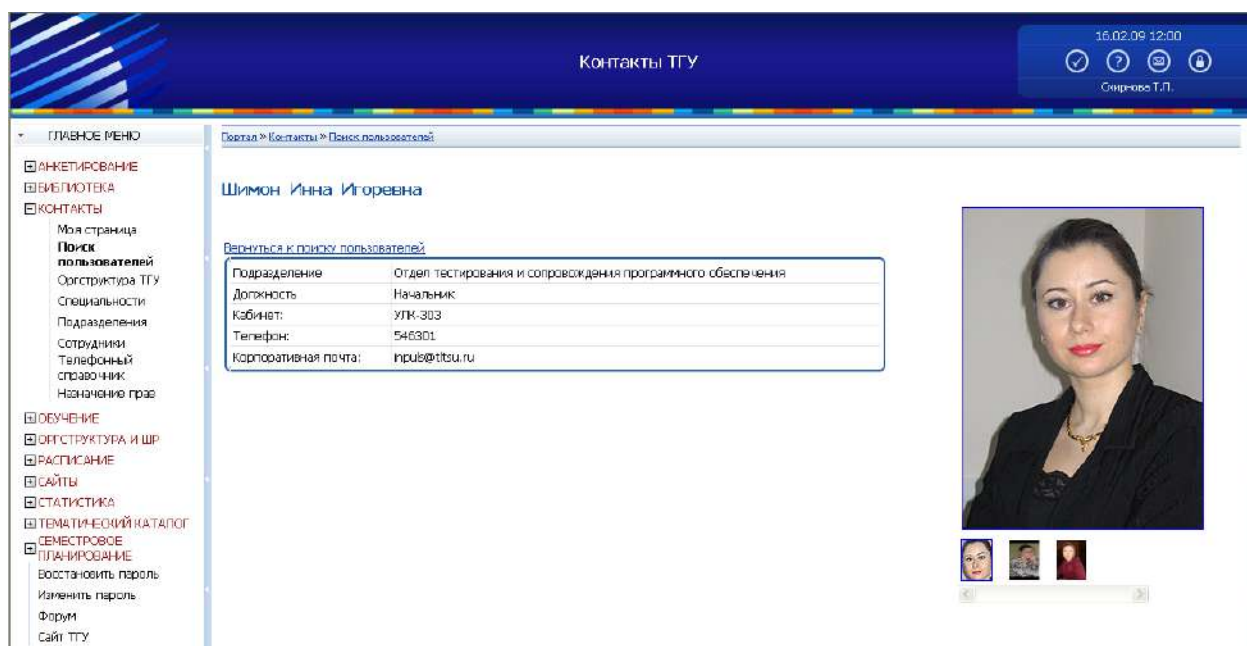 Контакты ТГУ
16.02.09 12:00
Смирнова Т.П.
ГЛАВНОЕ МЕНЮ
Портал » Контакты » Поиск пользователей
АНКЕТИРОВАНИЕ
БИБЛИОТЕКА
КОНТАКТЫ
Моя страница
Поиск
пользователей
Оргструктура ТГУ
Специальности
Подразделения
Сотрудники
Телефонный
справочник
Назначение прав
ОБУЧЕНИЕ
ОРГСТРУКТУРА И ШР
РАСПИСАНИЕ
САЙТЫ
СТАТИСТИКА
ТЕМАТИЧЕСКИЙ КАТАЛОГ
СЕМЕСТРОВОЕ
ПЛАНИРОВАНИЕ
Восстановить пароль
Изменить пароль
Форум
Сайт ТГУ
Шимон Инна Игоревна
Вернуться к поиску пользователей
Подразделение Отдел тестирования и сопровождения программного обеспечения
Должность Начальник
Кабинет: УЛК-303
Телефон: 546301
Корпоративная почта: inpuls@tltsu.ru